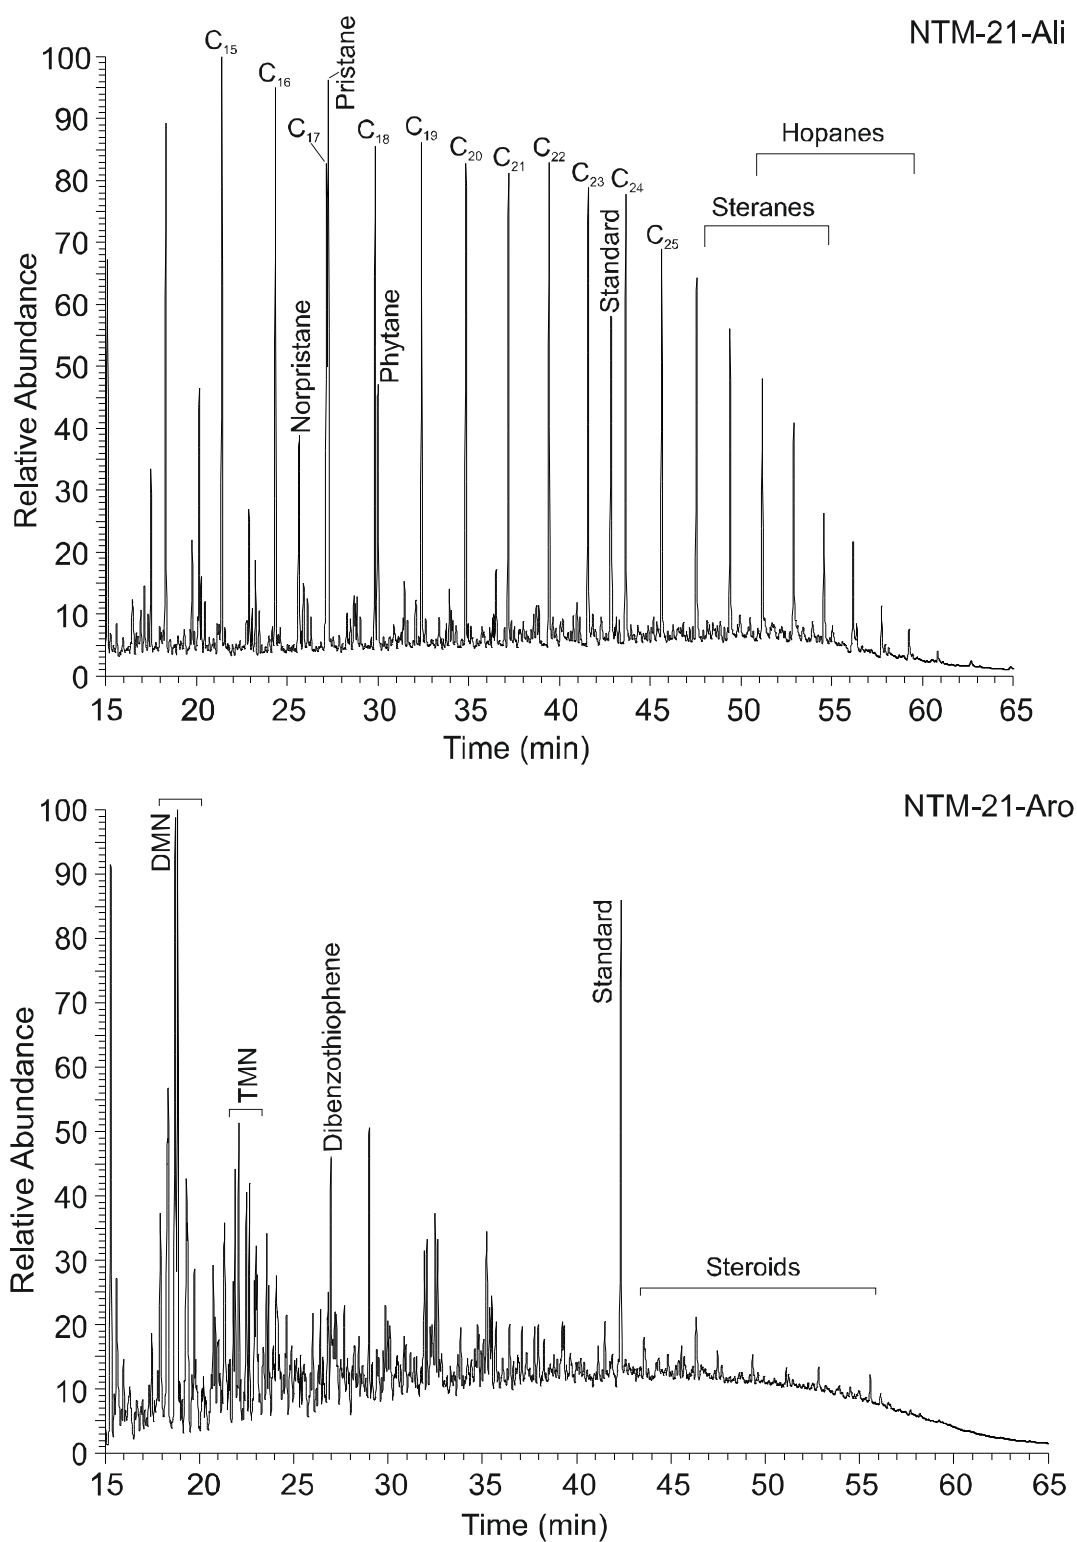 NTM-21-Ali
Pristane
C15
C16
C17
C18
C19
C20
C21
C22
C23
C24
C25
Hopanes
Steranes
Standard
Norpristane
Phytane
Relative Abundance
100
90
80
70
60
50
40
30
20
10
0
15 20 25 30 35 40 45 50 55 60 65
Time (min)
NTM-21-Aro
DMN
TMN
Dibenzothiophene
Standard
Steroids
Relative Abundance
100
90
80
70
60
50
40
30
20
10
0
15 20 25 30 35 40 45 50 55 60 65
Time (min)